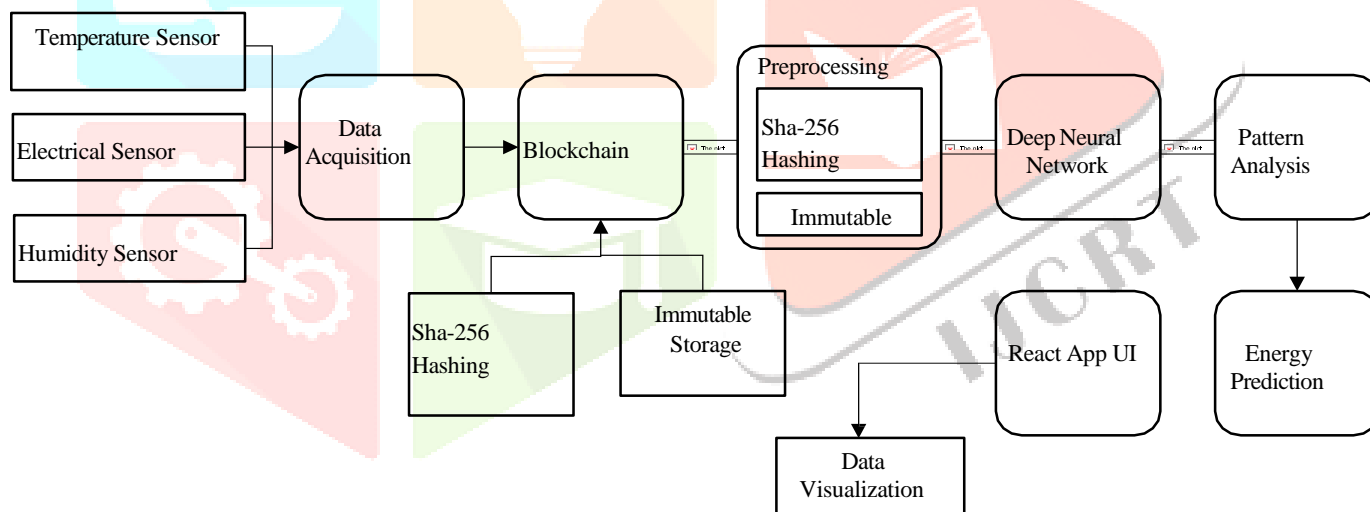 Temperature Sensor
Electrical Sensor
Humidity Sensor
Data
Acquisition
Blockchain
Sha-256
Hashing
Immutable
Storage
Preprocessing
Sha-256
Hashing
Immutable
Deep Neural
Network
Pattern
Analysis
React App UI
Energy
Prediction
Data
Visualization
IJCRT